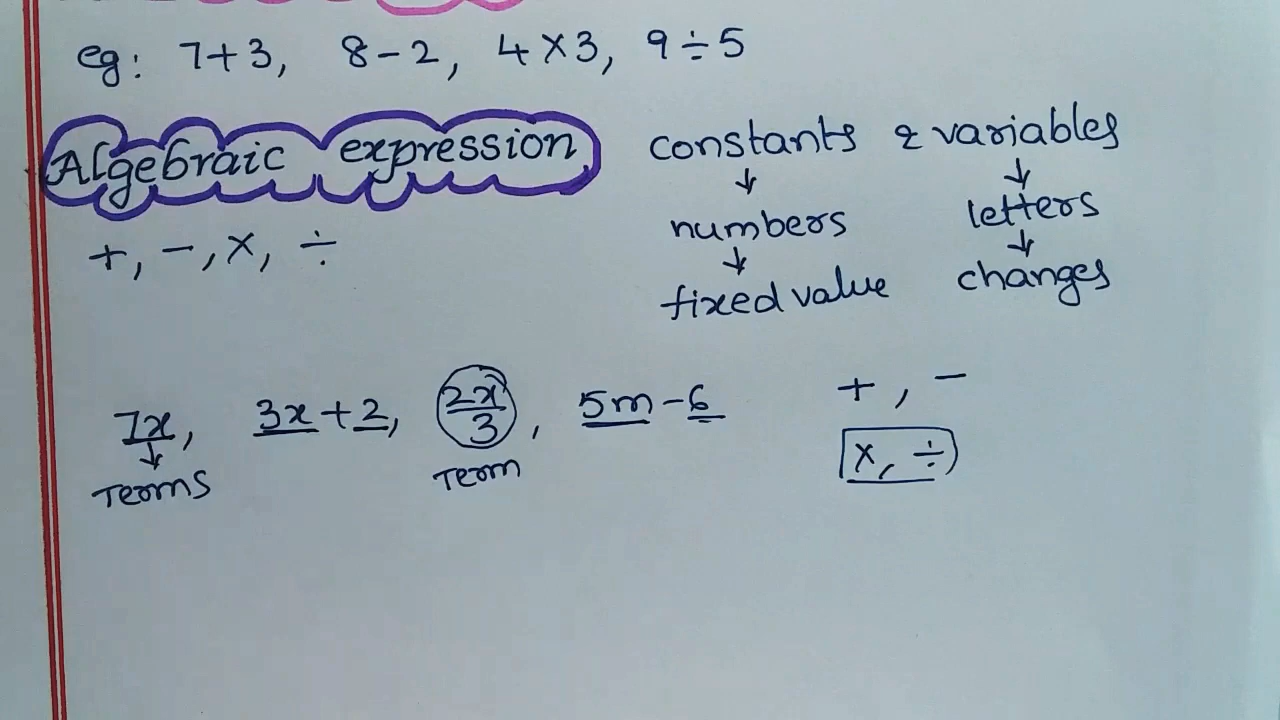 eg: 7+3, 8-2, 4×3, 9÷5
Algebraic expression
constants & variables
numbers
letters
fixed value
changes
+, -, ×, ÷
7x, 3x+2, 2x/3, 5m-6
Terms
Term
+, -
×, ÷